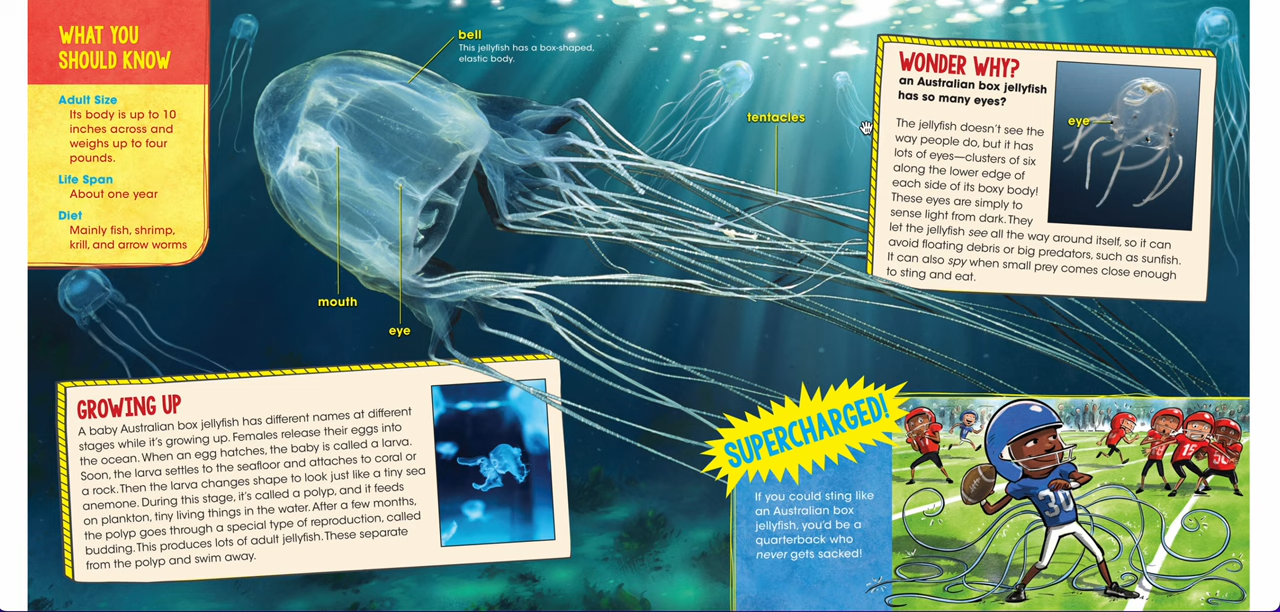 WHAT YOU
SHOULD KNOW
Adult Size
Its body is up to 10
inches across and
weighs up to four
pounds.
Life Span
About one year
Diet
Mainly fish, shrimp,
krill, and arrow worms
bell
This jellyfish has a box-shaped,
elastic body.
tentacles
mouth
eye
WONDER WHY?
an Australian box jellyfish
has so many eyes?
The jellyfish doesn't see the
way people do, but it has
lots of eyes—clusters of six
along the lower edge of
each side of its boxy body!
These eyes are simply to
sense light from dark. They
let the jellyfish see all the way around itself, so it can
avoid floating debris or big predators, such as sunfish.
It can also spy when small prey comes close enough
to sting and eat.
eye
GROWING UP
A baby Australian box jellyfish has different names at different
stages while it's growing up. Females release their eggs into
the ocean. When an egg hatches, the baby is called a larva.
Soon, the larva settles to the seafloor and attaches to coral or
a rock. Then the larva changes shape to look just like a tiny sea
anemone. During this stage, it's called a polyp, and it feeds
on plankton, tiny living things in the water. After a few months,
the polyp goes through a special type of reproduction, called
budding. This produces lots of adult jellyfish. These separate
from the polyp and swim away.
SUPERCHARGED!
If you could sting like
an Australian box
jellyfish, you'd be a
quarterback who
never gets sacked!
30